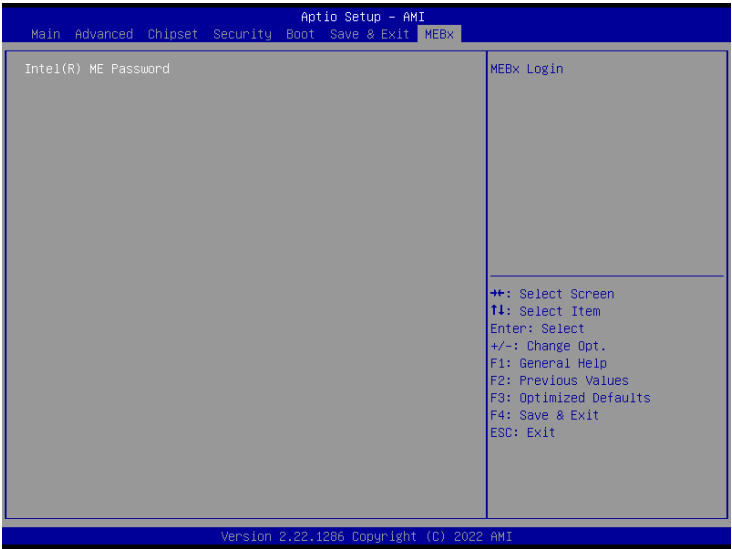 Aptio Setup – AMI
Main Advanced Chipset Security Boot Save & Exit MEBx
Intel(R) ME Password
MEBx Login
→←: Select Screen
↑↓: Select Item
Enter: Select
+/-: Change Opt.
F1: General Help
F2: Previous Values
F3: Optimized Defaults
F4: Save & Exit
ESC: Exit
Version 2.22.1286 Copyright (C) 2022 AMI